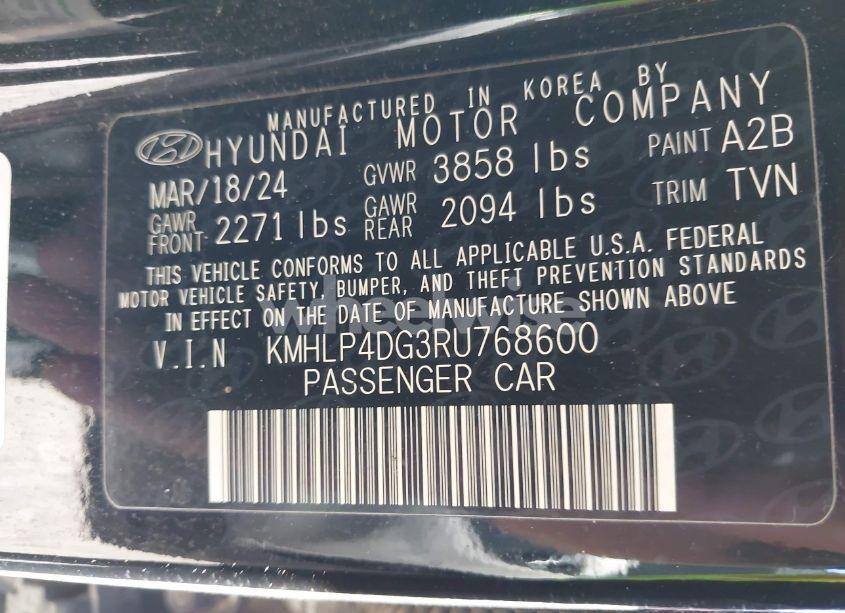 MANUFACTURED IN KOREA BY
HYUNDAI MOTOR COMPANY
MAR/18/24 GVWR 3858 lbs PAINT A2B
GAWR FRONT 2271 lbs GAWR REAR 2094 lbs TRIM TVN
THIS VEHICLE CONFORMS TO ALL APPLICABLE U.S.A. FEDERAL
MOTOR VEHICLE SAFETY, BUMPER, AND THEFT PREVENTION STANDARDS
IN EFFECT ON THE DATE OF MANUFACTURE SHOWN ABOVE
wheelwise
V.I.N KMHLP4DG3RU768600
PASSENGER CAR